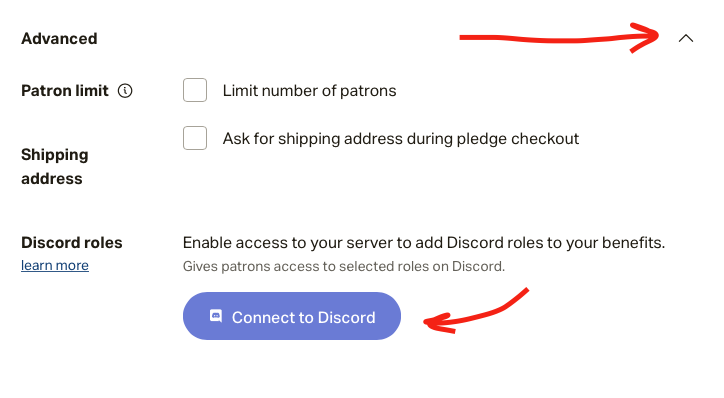 Advanced
Patron limit
Limit number of patrons
Ask for shipping address during pledge checkout
Shipping
address
Discord roles
Enable access to your server to add Discord roles to your benefits.
learn more
Gives patrons access to selected roles on Discord.
Connect to Discord